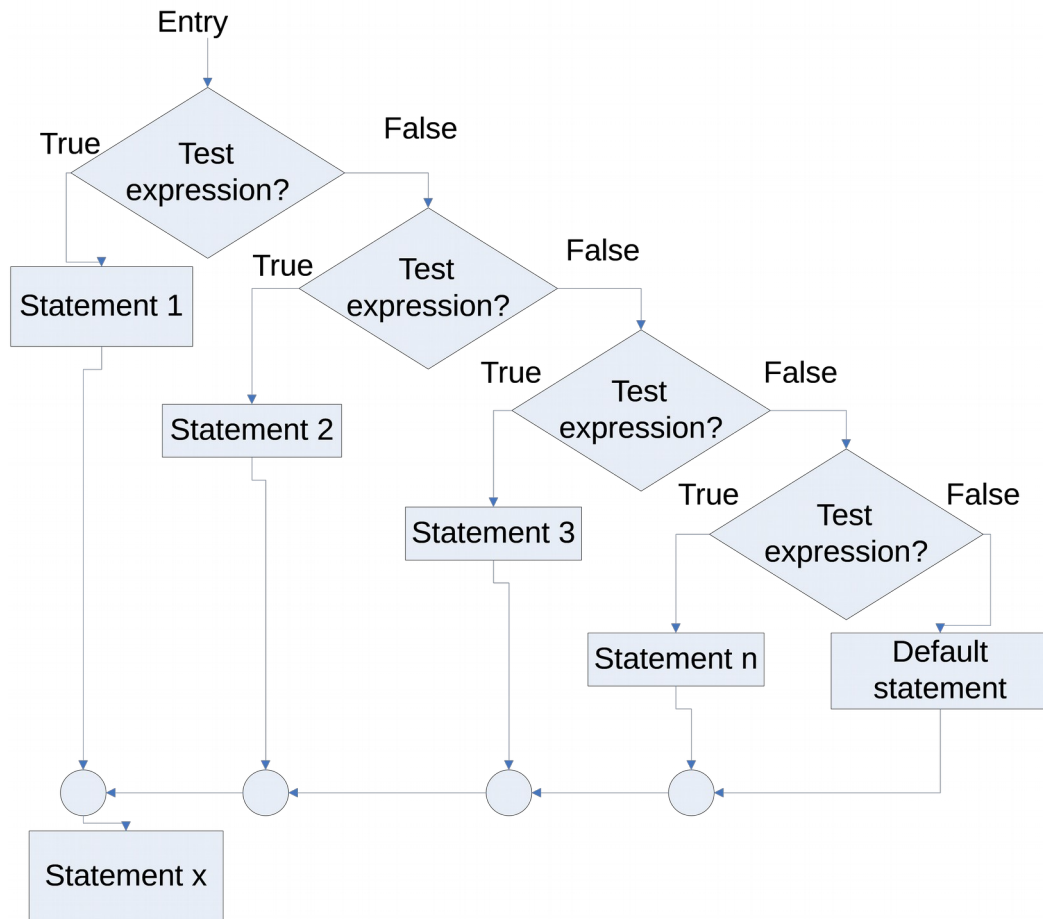 Entry
True
False
Test
expression?
True
False
Test
expression?
Statement 1
True
False
Test
expression?
Statement 2
True
False
Test
expression?
Statement 3
Statement n
Default
statement
Statement x